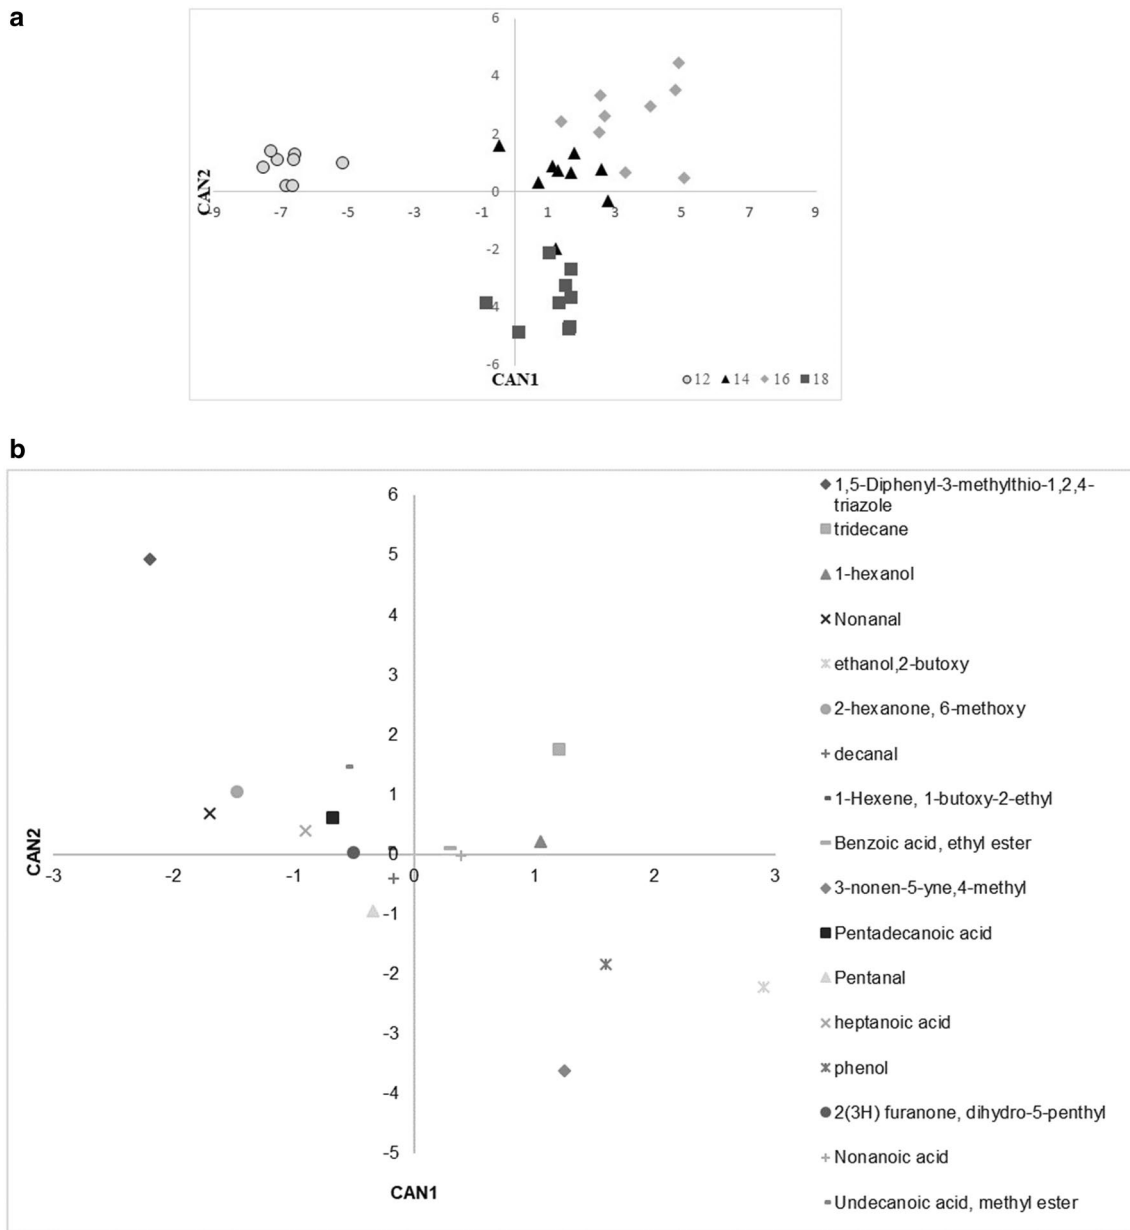 a
6
4
2
0
CAN2
-9 -7 -5 -3 -1 1 3 5 7 9
-2
-4
-6
CAN1
12 14 16 18
b
6
5
4
3
2
1
0
CAN2
-3 -2 -1 0 1 2 3
-1
-2
-3
-4
-5
CAN1
1,5-Diphenyl-3-methylthio-1,2,4-
triazole
tridecane
1-hexanol
Nonanal
ethanol,2-butoxy
2-hexanone, 6-methoxy
decanal
1-Hexene, 1-butoxy-2-ethyl
Benzoic acid, ethyl ester
3-nonen-5-yne,4-methyl
Pentadecanoic acid
Pentanal
heptanoic acid
phenol
2(3H) furanone, dihydro-5-penthyl
Nonanoic acid
Undecanoic acid, methyl ester